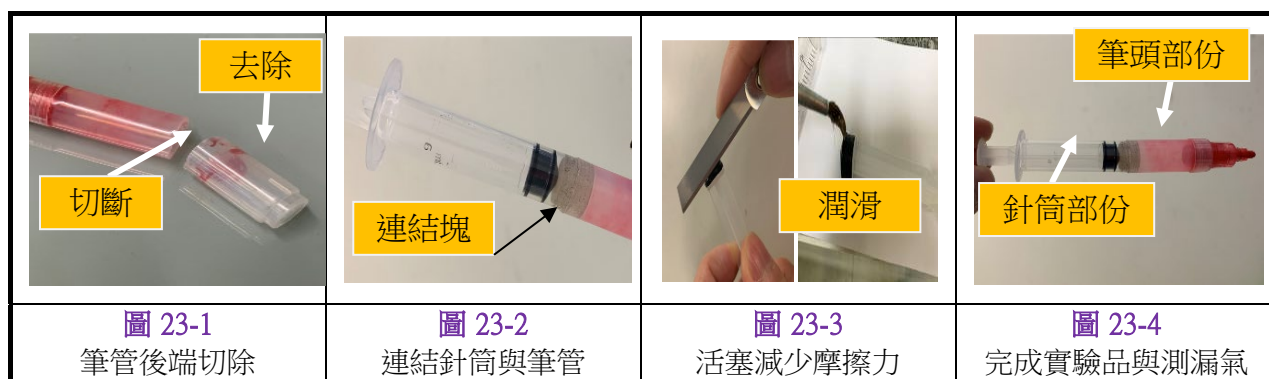 去除
切斷
連結塊
潤滑
筆頭部份
針筒部份
圖 23-1
筆管後端切除
圖 23-2
連結針筒與筆管
圖 23-3
活塞減少摩擦力
圖 23-4
完成實驗品與測漏氣